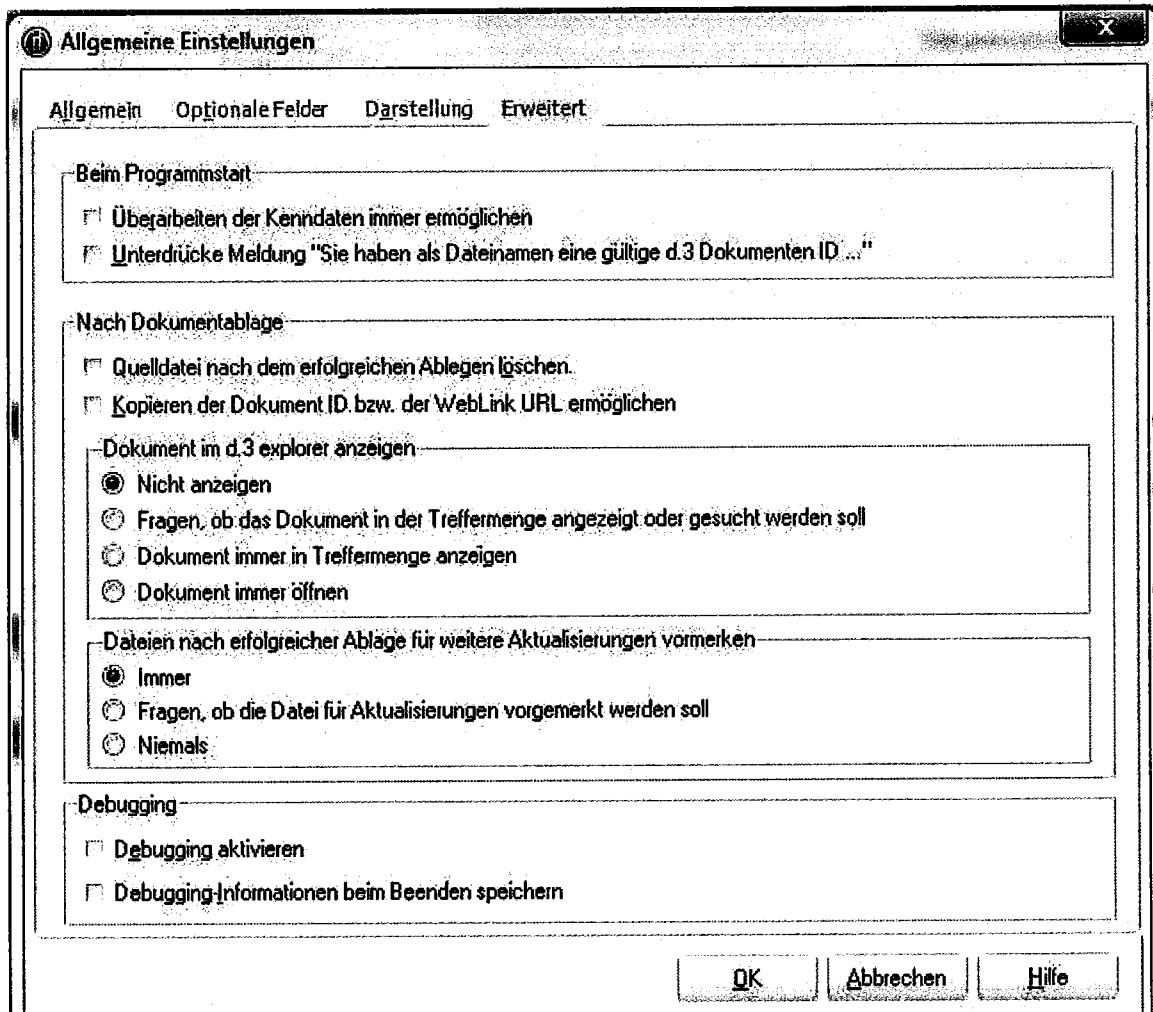 Allgemeine Einstellungen
X
Allgemein Optionale Felder Darstellung Erweitert
Beim Programmstart
Überarbeiten der Kenndaten immer ermöglichen
Unterdrücke Meldung "Sie haben als Dateinamen eine gültige d.3 Dokumenten ID ..."
Nach Dokumentablage
Quelldatei nach dem erfolgreichen Ablegen löschen.
Kopieren der Dokument ID bzw. der WebLink URL ermöglichen
Dokument im d.3 explorer anzeigen
Nicht anzeigen
Fragen, ob das Dokument in der Treffermenge angezeigt oder gesucht werden soll
Dokument immer in Treffermenge anzeigen
Dokument immer öffnen
Dateien nach erfolgreicher Ablage für weitere Aktualisierungen vormerken
Immer
Fragen, ob die Datei für Aktualisierungen vorgemerkt werden soll
Niemals
Debugging
Debugging aktivieren
Debugging-Informationen beim Beenden speichern
OK Abbrechen Hilfe